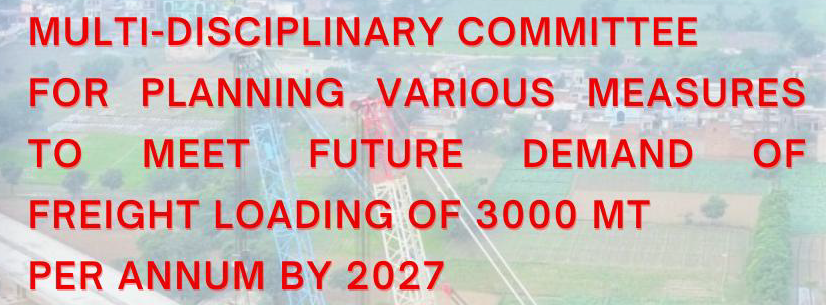 MULTI-DISCIPLINARY COMMITTEE
FOR PLANNING VARIOUS MEASURES
TO MEET FUTURE DEMAND OF
FREIGHT LOADING OF 3000 MT
PER ANNUM BY 2027